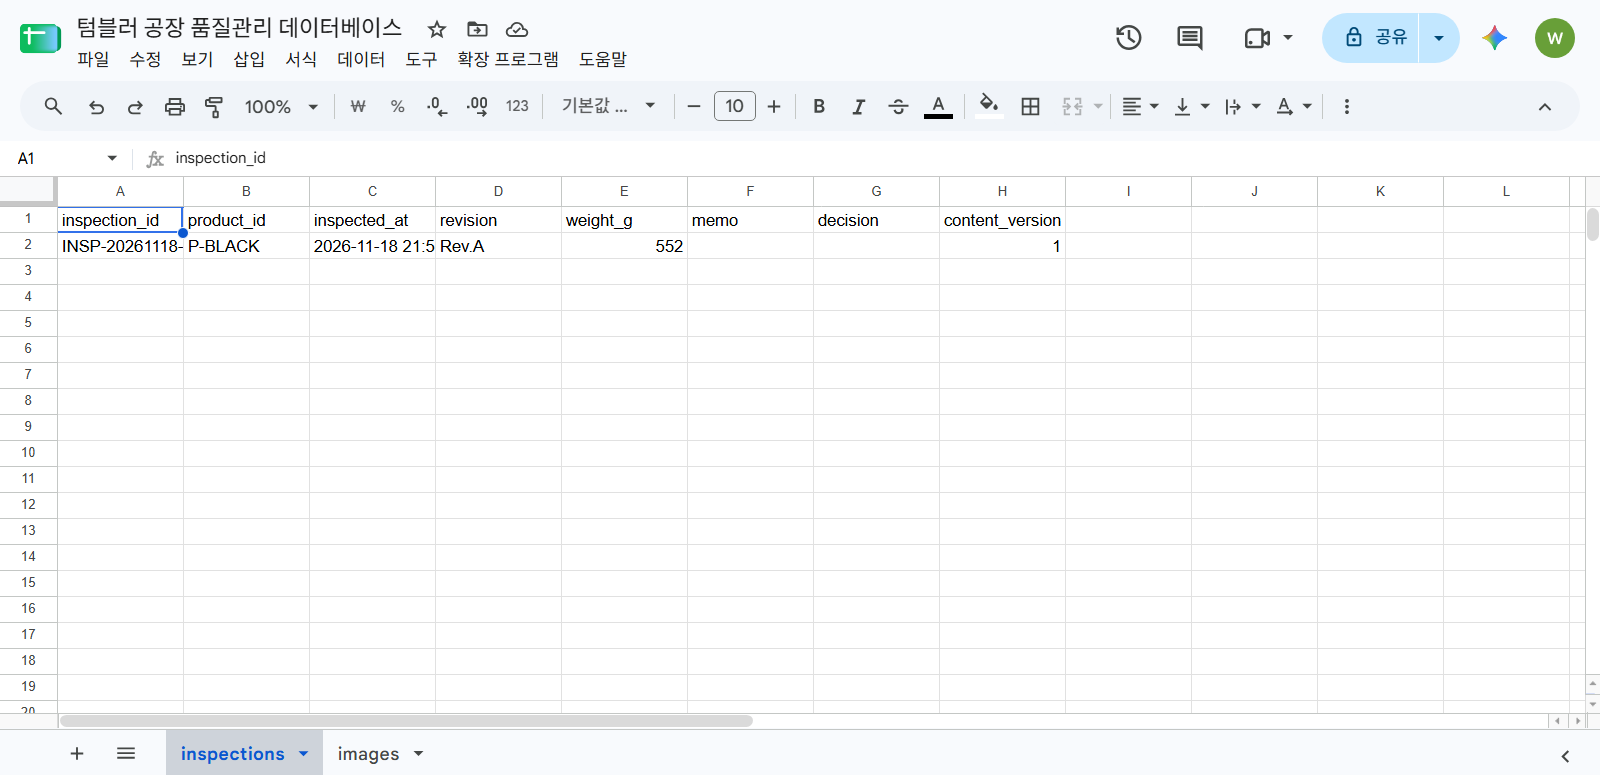 텀블러 공장 품질관리 데이터베이스
파일 수정 보기 삽입 서식 데이터 도구 확장 프로그램 도움말
공유
W
100% ₩ % .0 .00 123 기본값 ... 10 B I A
A1 fx inspection_id
A B C D E F G H I J K L
1 inspection_id product_id inspected_at revision weight_g memo decision content_version
2 INSP-20261118- P-BLACK 2026-11-18 21:5 Rev.A 552 1
3
4
5
6
7
8
9
10
11
12
13
14
15
16
17
18
19
20
inspections images